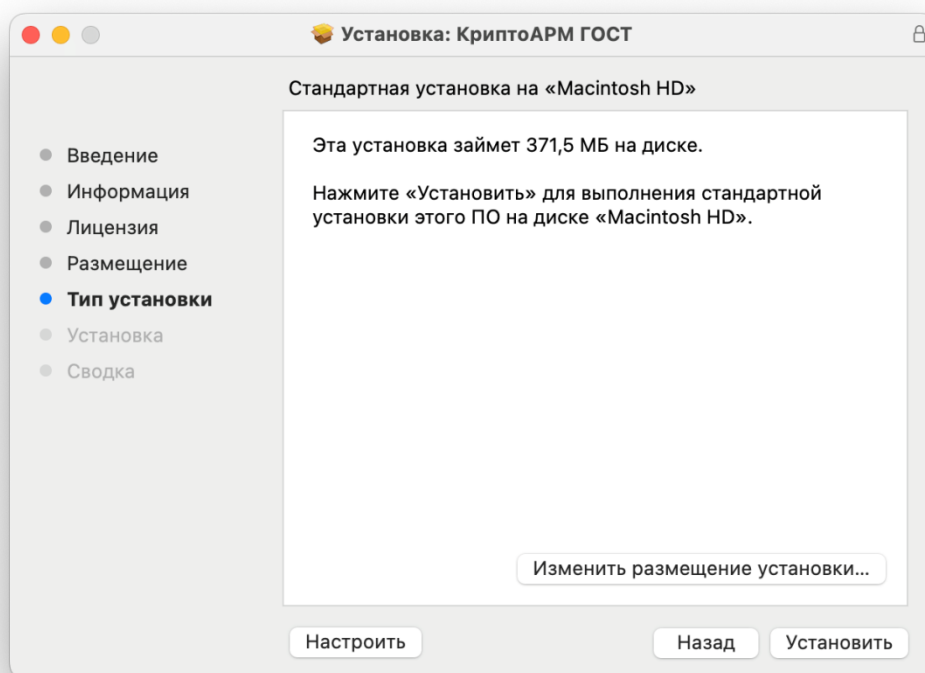 Установка: КриптоАРМ ГОСТ
Стандартная установка на «Macintosh HD»
Введение
Информация
Лицензия
Размещение
Тип установки
Установка
Сводка
Эта установка займет 371,5 МБ на диске.
Нажмите «Установить» для выполнения стандартной
установки этого ПО на диске «Macintosh HD».
Изменить размещение установки...
Настроить
Назад
Установить